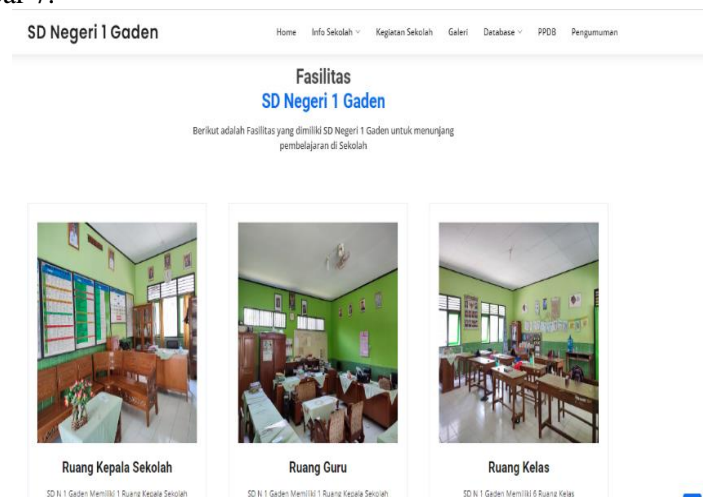 SD Negeri 1 Gaden
Home Info Sekolah Kegiatan Sekolah Galeri Database PPDB Pengumuman
Fasilitas
SD Negeri 1 Gaden
Berikut adalah Fasilitas yang dimiliki SD Negeri 1 Gaden untuk menunjang
pembelajaran di Sekolah
Ruang Kepala Sekolah
Ruang Guru
Ruang Kelas
SD N 1 Gaden Memiliki 1 Ruang Kepala Sekolah
SD N 1 Gaden Memiliki 1 Ruang Kepala Sekolah
SD N 1 Gaden Memiliki 6 Ruang Kelas